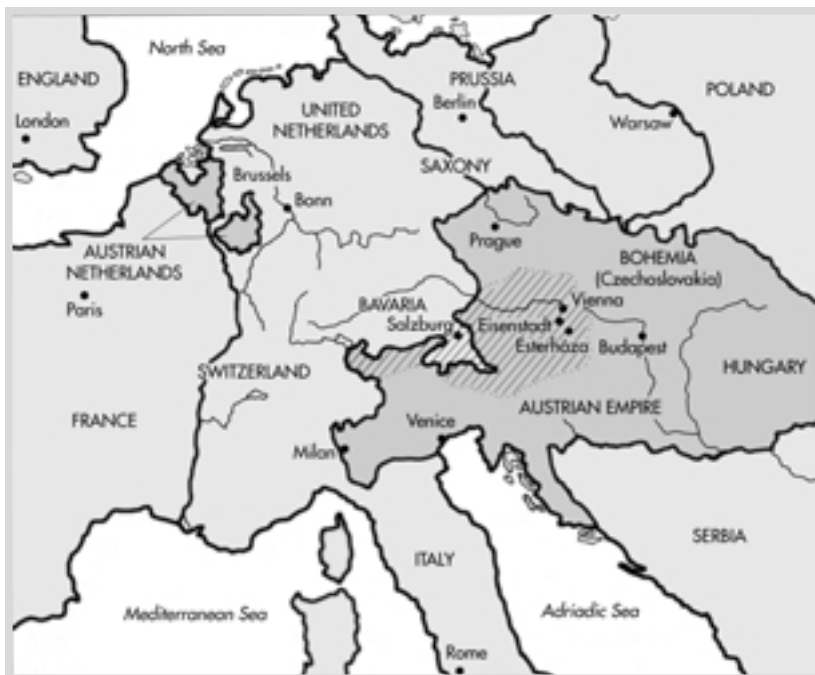 North Sea
ENGLAND
London
PRUSSIA
Berlin
POLAND
Warsaw
UNITED
NETHERLANDS
SAXONY
Brussels
Bonn
Prague
AUSTRIAN
NETHERLANDS
BOHEMIA
(Czechoslovakia)
Paris
BAVARIA
Vienna
Salzburg
Eisenstadt
Esterháza
Budapest
SWITZERLAND
HUNGARY
FRANCE
AUSTRIAN EMPIRE
Venice
Milan
SERBIA
ITALY
Mediterranean Sea
Adriadic Sea
Rome